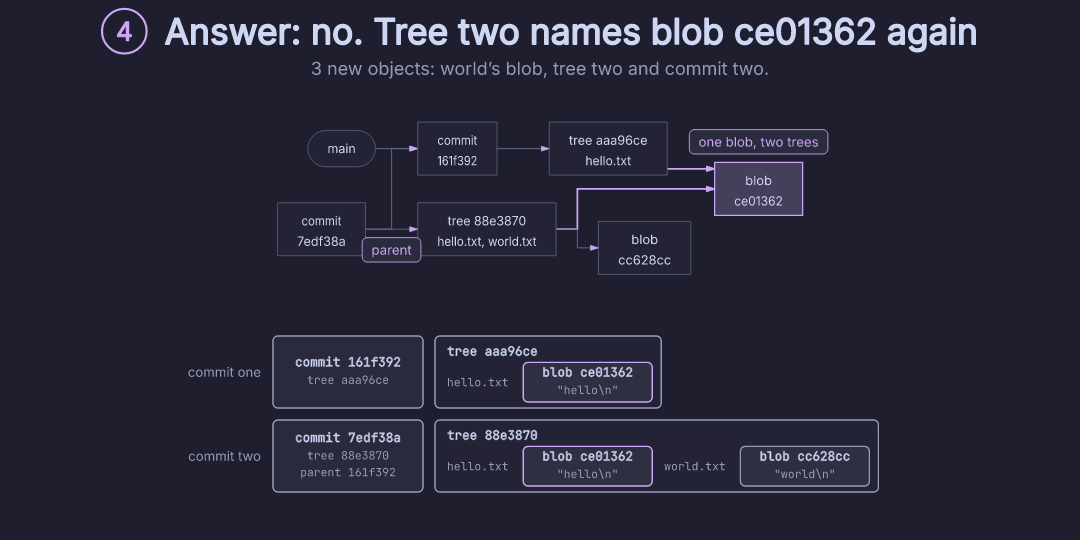 4
Answer: no. Tree two names blob ce01362 again
3 new objects: world’s blob, tree two and commit two.
main
commit
161f392
tree aaa96ce
hello.txt
one blob, two trees
blob
ce01362
commit
7edf38a
parent
tree 88e3870
hello.txt, world.txt
blob
cc628cc
commit one
commit 161f392
tree aaa96ce
tree aaa96ce
hello.txt
blob ce01362
"hello\n"
commit two
commit 7edf38a
tree 88e3870
parent 161f392
tree 88e3870
hello.txt
blob ce01362
"hello\n"
world.txt
blob cc628cc
"world\n"